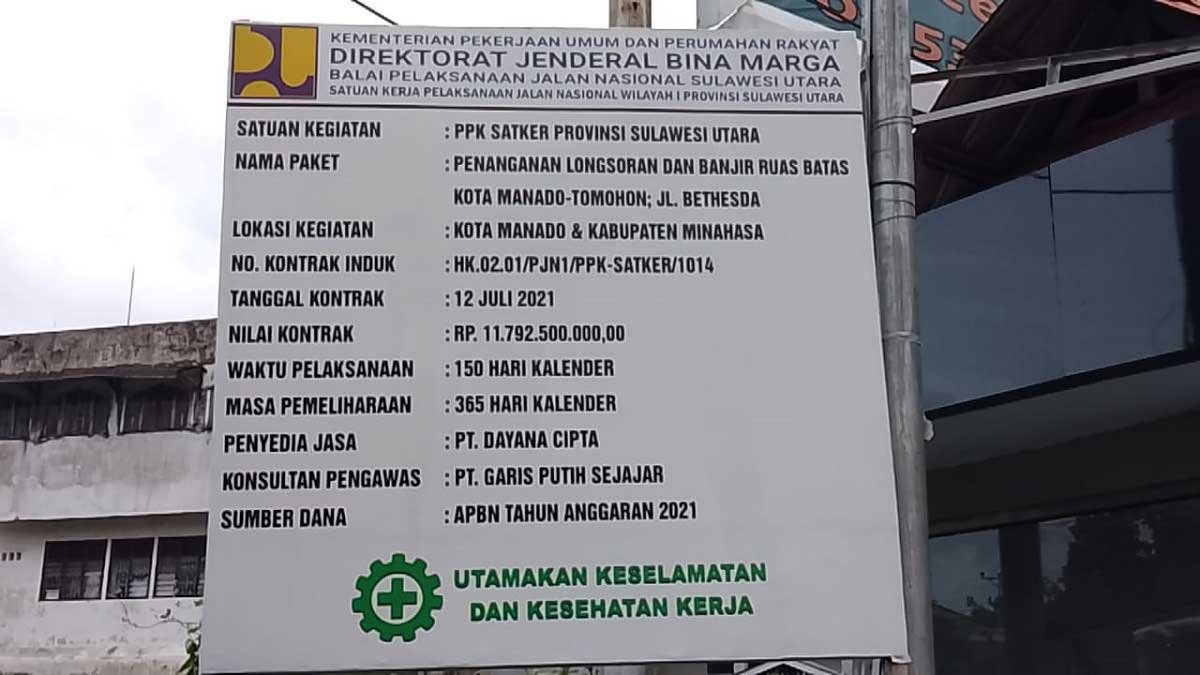 PU
KEMENTERIAN PEKERJAAN UMUM DAN PERUMAHAN RAKYAT
DIREKTORAT JENDERAL BINA MARGA
BALAI PELAKSANAAN JALAN NASIONAL SULAWESI UTARA
SATUAN KERJA PELAKSANAAN JALAN NASIONAL WILAYAH I PROVINSI SULAWESI UTARA
SATUAN KEGIATAN : PPK SATKER PROVINSI SULAWESI UTARA
NAMA PAKET : PENANGANAN LONGSORAN DAN BANJIR RUAS BATAS
KOTA MANADO-TOMOHON; JL. BETHESDA
LOKASI KEGIATAN : KOTA MANADO & KABUPATEN MINAHASA
NO. KONTRAK INDUK : HK.02.01/PJN1/PPK-SATKER/1014
TANGGAL KONTRAK : 12 JULI 2021
NILAI KONTRAK : RP. 11.792.500.000,00
WAKTU PELAKSANAAN : 150 HARI KALENDER
MASA PEMELIHARAAN : 365 HARI KALENDER
PENYEDIA JASA : PT. DAYANA CIPTA
KONSULTAN PENGAWAS : PT. GARIS PUTIH SEJAJAR
SUMBER DANA : APBN TAHUN ANGGARAN 2021
UTAMAKAN KESELAMATAN
DAN KESEHATAN KERJA